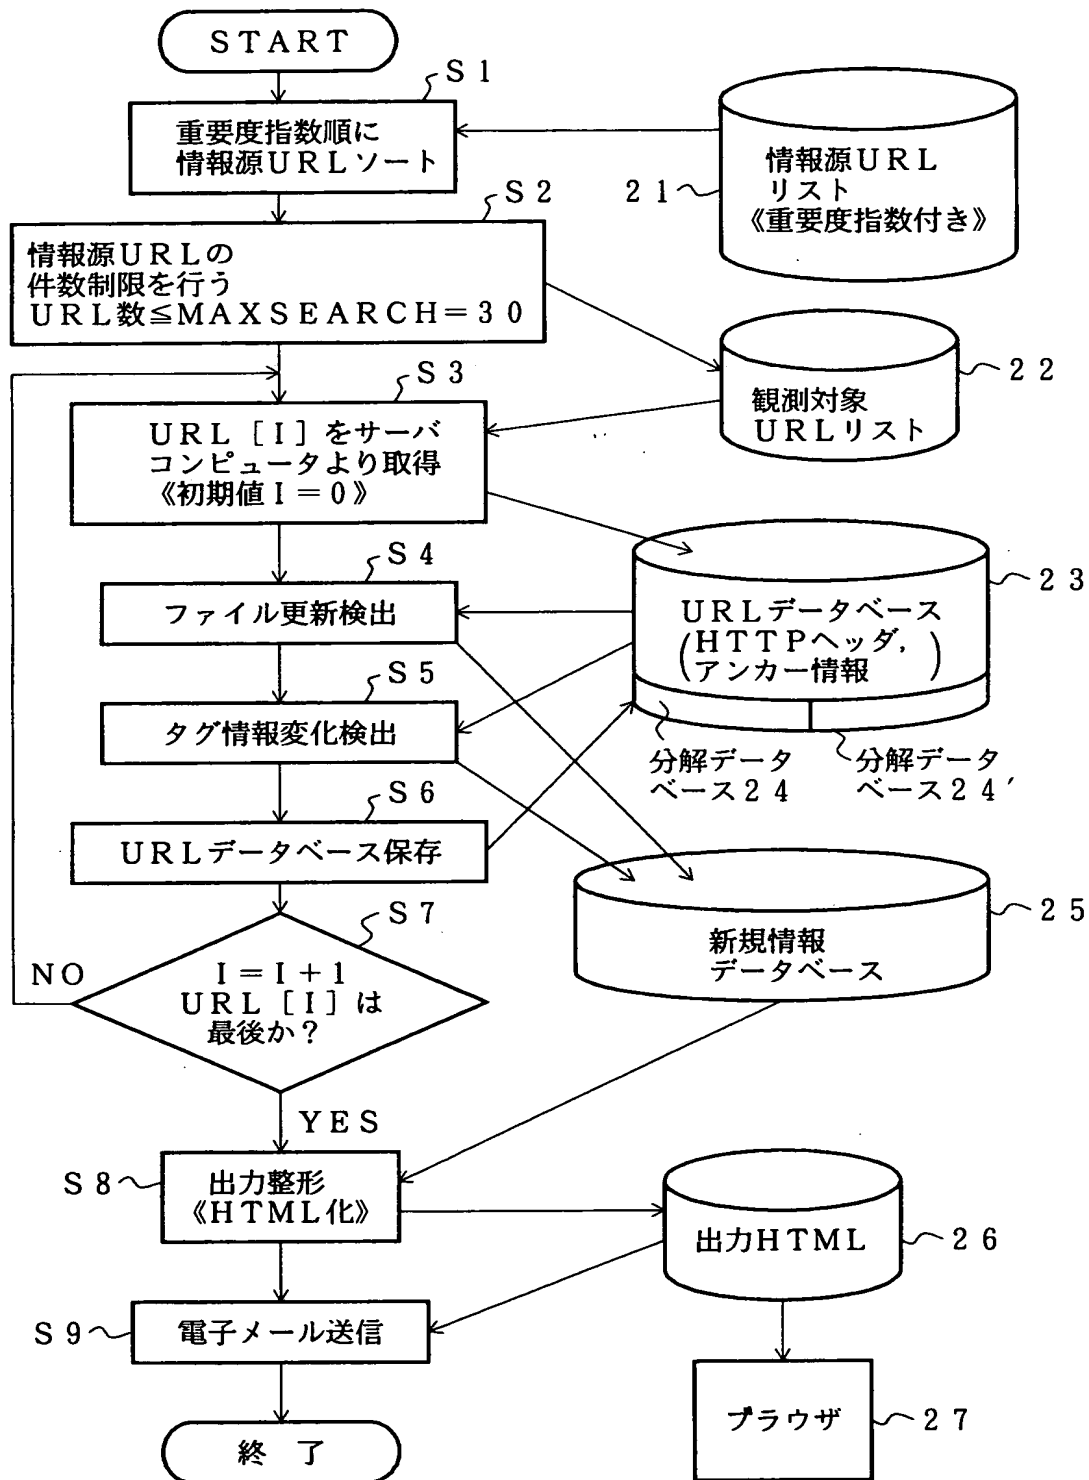 ＳＴＡＲＴ
Ｓ１
重要度指数順に
情報源ＵＲＬソート
２１
情報源ＵＲＬ
リスト
《重要度指数付き》
Ｓ２
情報源ＵＲＬの
件数制限を行う
ＵＲＬ数≦ＭＡＸＳＥＡＲＣＨ＝３０
２２
観測対象
ＵＲＬリスト
Ｓ３
ＵＲＬ［Ｉ］をサーバ
コンピュータより取得
《初期値Ｉ＝０》
Ｓ４
ファイル更新検出
２３
ＵＲＬデータベース
(ＨＴＴＰヘッダ,
アンカー情報)
Ｓ５
タグ情報変化検出
分解データ
ベース２４
分解データ
ベース２４′
Ｓ６
ＵＲＬデータベース保存
Ｓ７
２５
新規情報
データベース
ＮＯ
Ｉ＝Ｉ＋１
ＵＲＬ［Ｉ］は
最後か？
ＹＥＳ
Ｓ８
出力整形
《ＨＴＭＬ化》
出力ＨＴＭＬ
２６
Ｓ９
電子メール送信
ブラウザ
２７
終 了